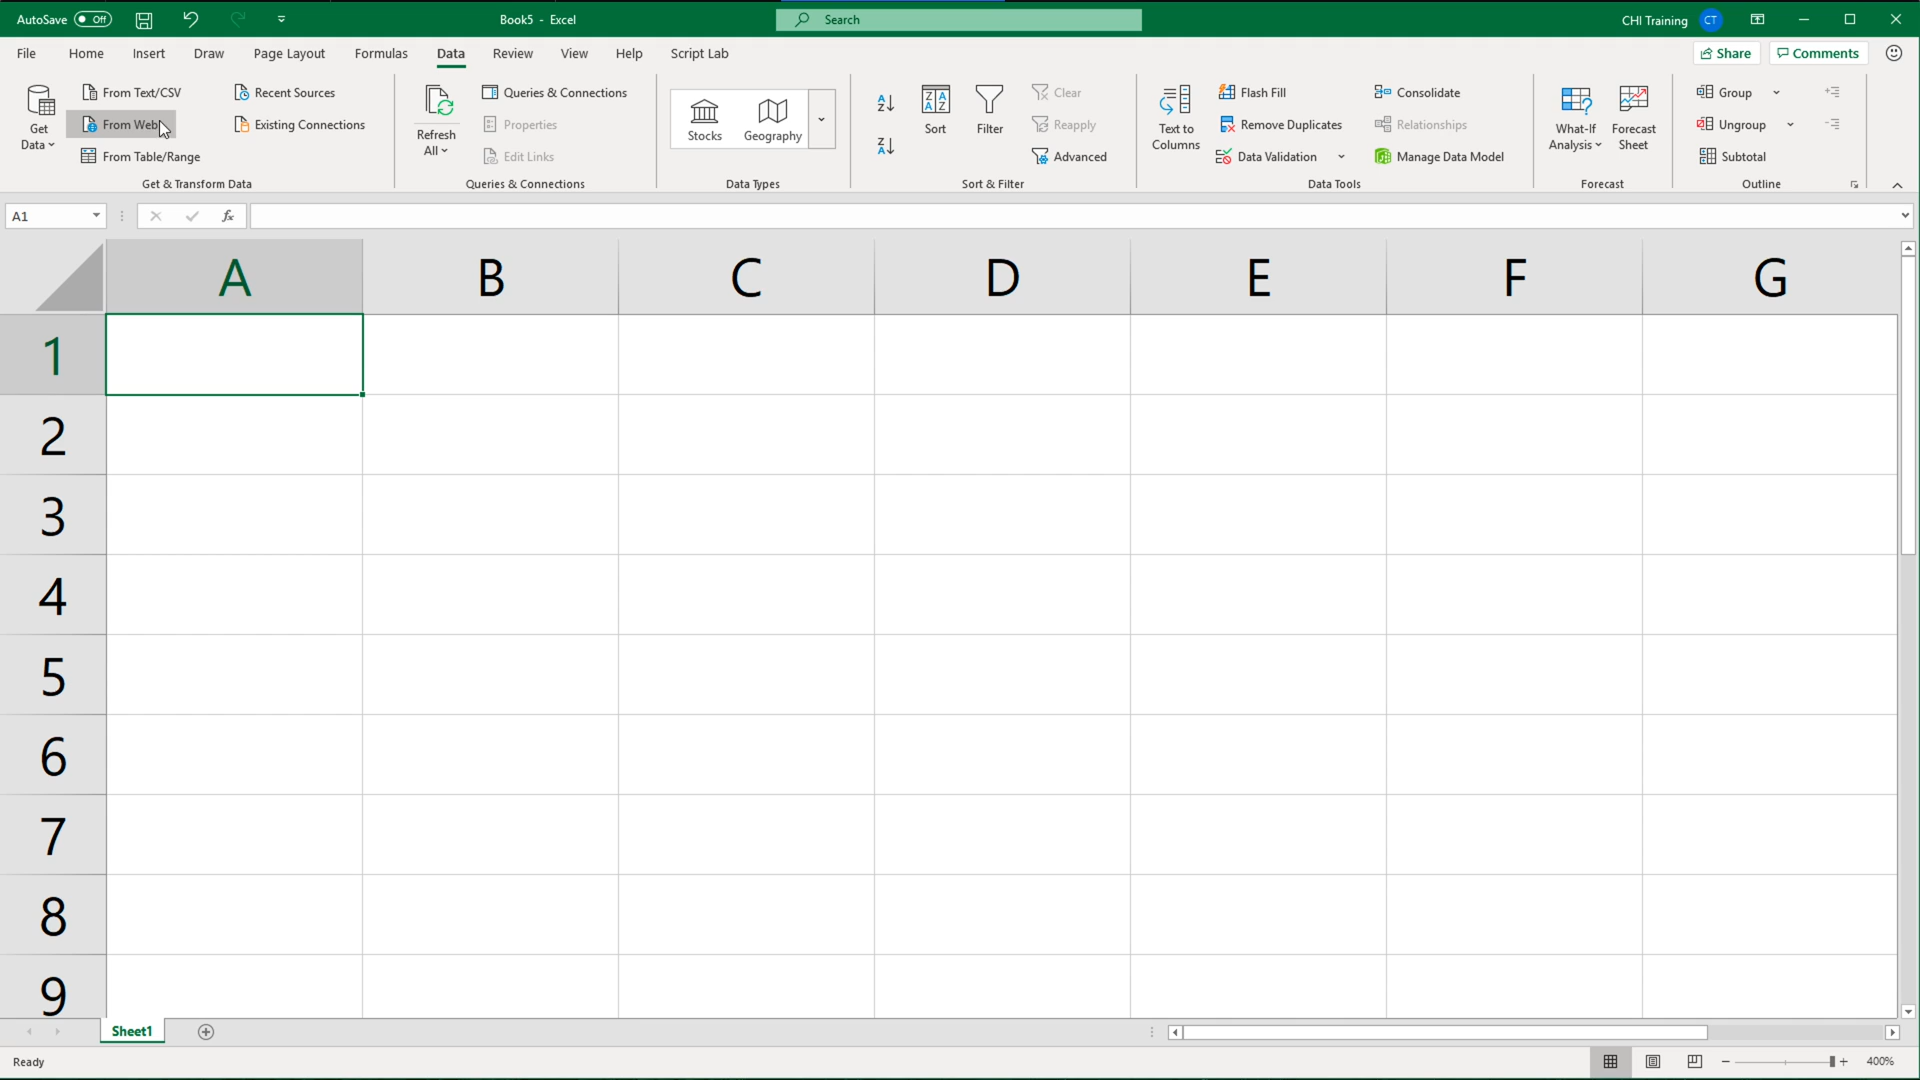 AutoSave Off Book5 - Excel Search CHI Training CT
File Home Insert Draw Page Layout Formulas Data Review View Help Script Lab Share Comments
Get Data
From Text/CSV
From Web
From Table/Range
Recent Sources
Existing Connections
Get & Transform Data
Refresh All
Queries & Connections
Properties
Edit Links
Queries & Connections
Stocks
Geography
Data Types
Sort
Filter
Clear
Reapply
Advanced
Sort & Filter
Text to Columns
Flash Fill
Remove Duplicates
Data Validation
Consolidate
Relationships
Manage Data Model
Data Tools
What-If Analysis
Forecast Sheet
Forecast
Group
Ungroup
Subtotal
Outline
A1 fx
A B C D E F G
1
2
3
4
5
6
7
8
9
Sheet1
Ready 400%